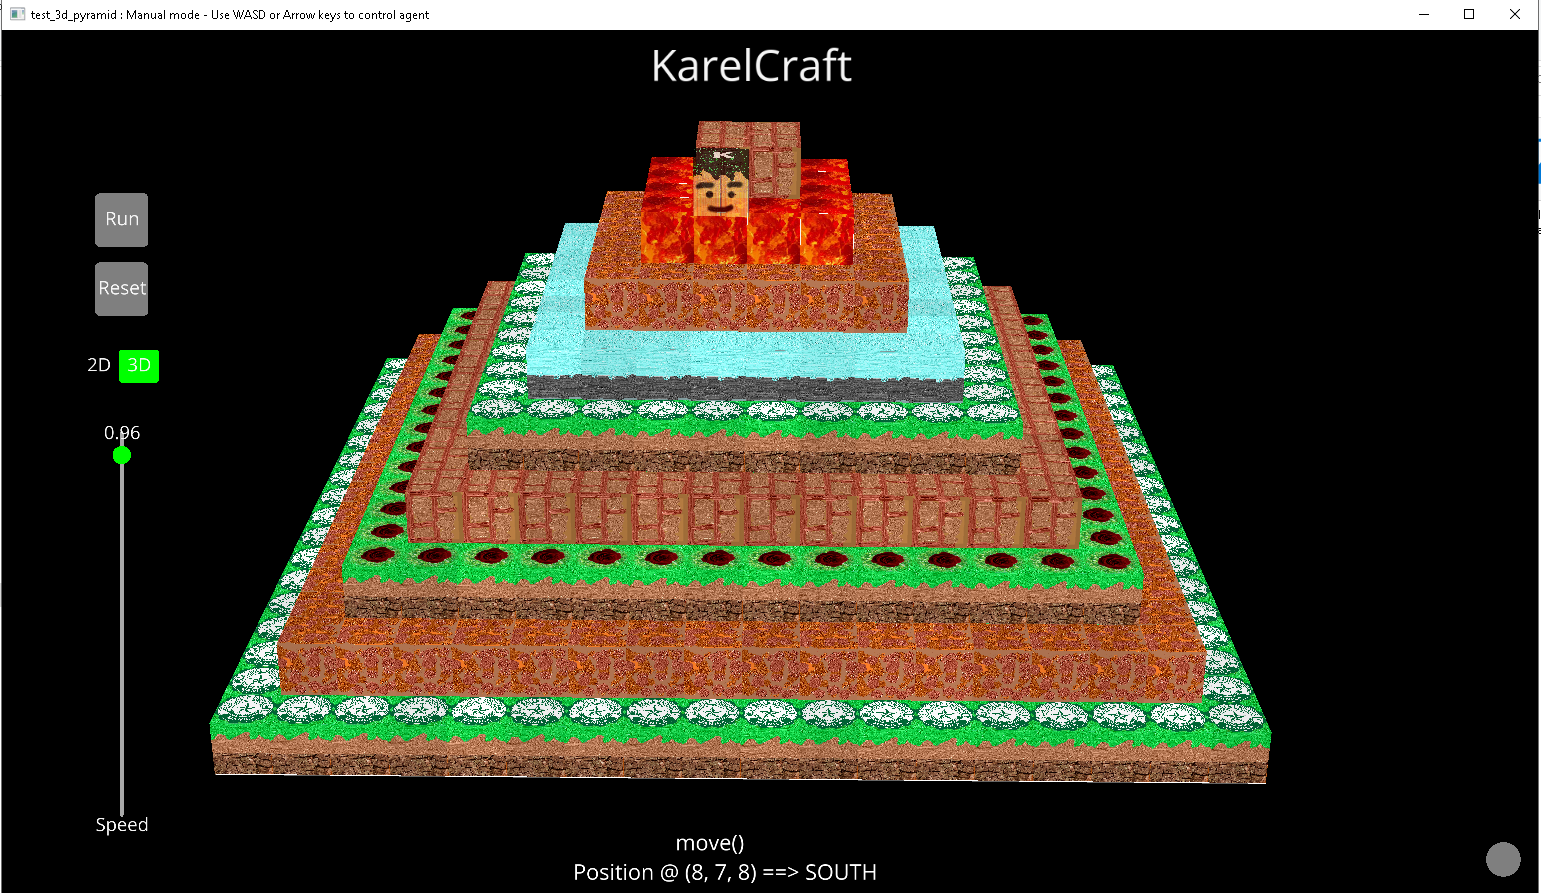 test_3d_pyramid : Manual mode - Use WASD or Arrow keys to control agent
KarelCraft
Run
Reset
2D 3D
0.96
Speed
move()
Position @ (8, 7, 8) ==> SOUTH